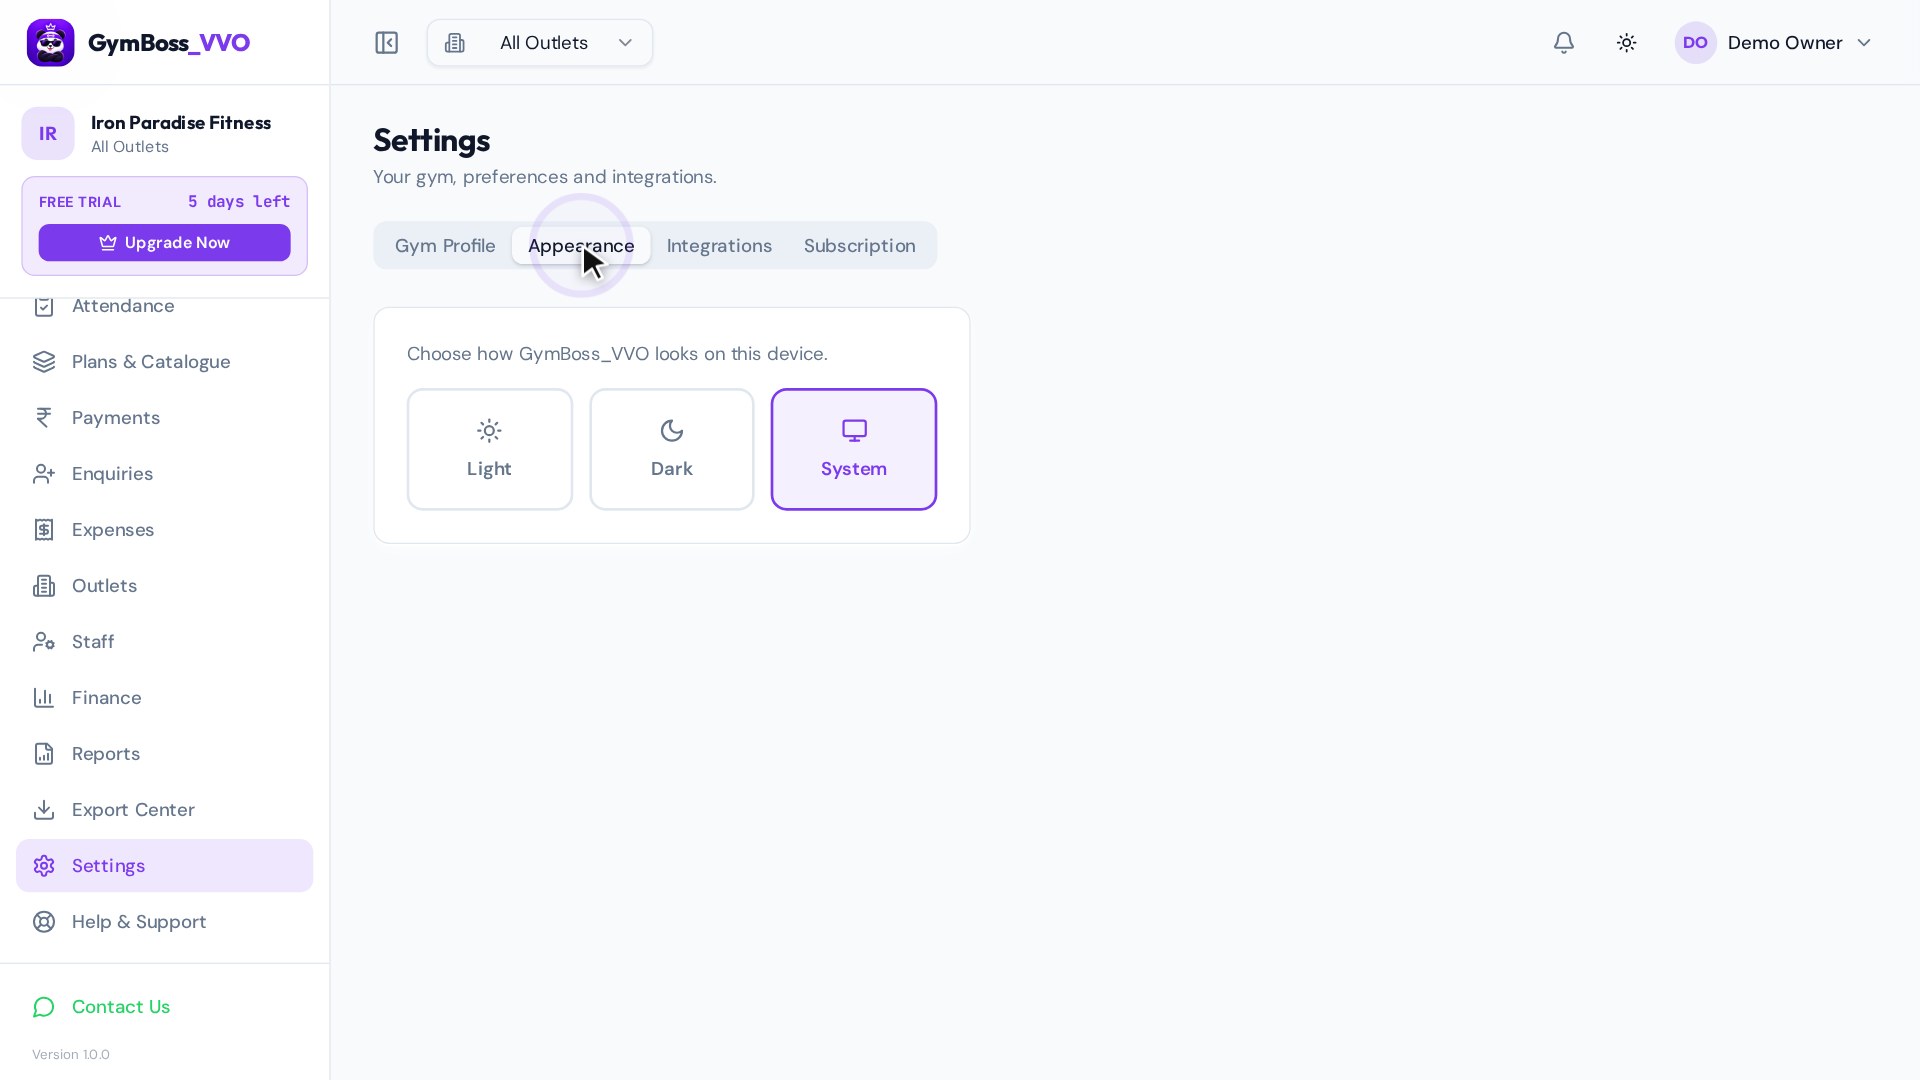 GymBoss_VVO
All Outlets
DO
Demo Owner
IR
Iron Paradise Fitness
All Outlets
FREE TRIAL
5 days left
Upgrade Now
Attendance
Plans & Catalogue
Payments
Enquiries
Expenses
Outlets
Staff
Finance
Reports
Export Center
Settings
Help & Support
Contact Us
Version 1.0.0
Settings
Your gym, preferences and integrations.
Gym Profile
Appearance
Integrations
Subscription
Choose how GymBoss_VVO looks on this device.
Light
Dark
System